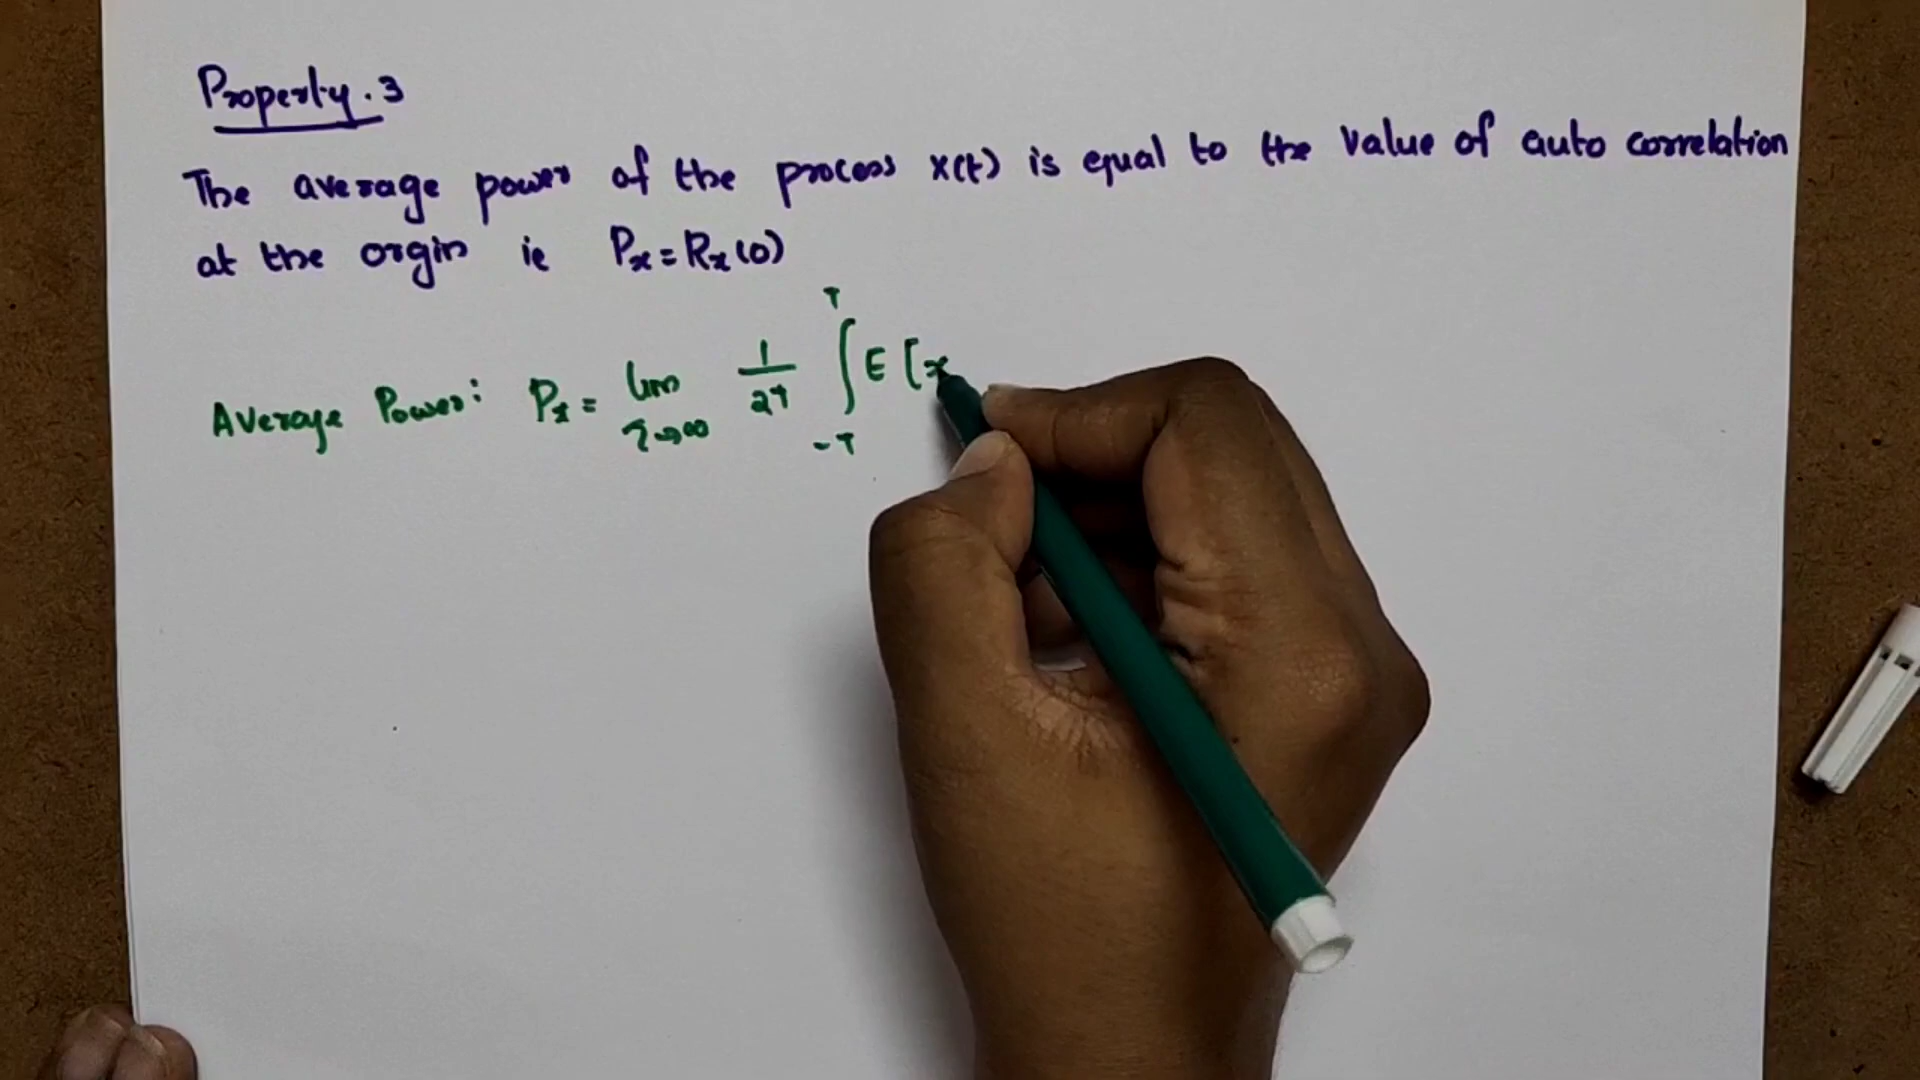 Property.3
The average power of the process x(t) is equal to the value of auto correlation
at the orgin ie Px = Rx(0)
Average Power: Px = lim T→∞ 1/2T ∫ T -T E [x